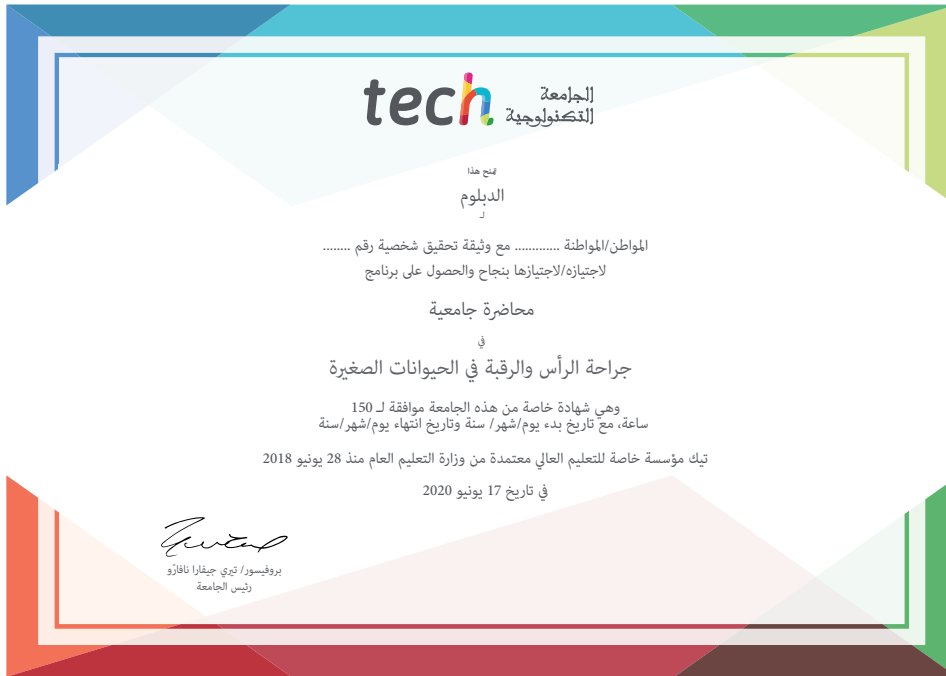 tech الجامعة
التكنولوجية
يمنح هذا
الدبلوم
لـ
المواطن/المواطنة ............ مع وثيقة تحقيق شخصية رقم ........
لاجتيازه/لاجتيازها بنجاح والحصول على برنامج
محاضرة جامعية
في
جراحة الرأس والرقبة في الحيوانات الصغيرة
وهي شهادة خاصة من هذه الجامعة موافقة لـ 150
ساعة، مع تاريخ بدء يوم/شهر/ سنة وتاريخ انتهاء يوم/شهر/سنة
تيك مؤسسة خاصة للتعليم العالي معتمدة من وزارة التعليم العام منذ 28 يونيو 2018
في تاريخ 17 يونيو 2020
بروفيسور/ تيري جيفارا نافارّو
رئيس الجامعة